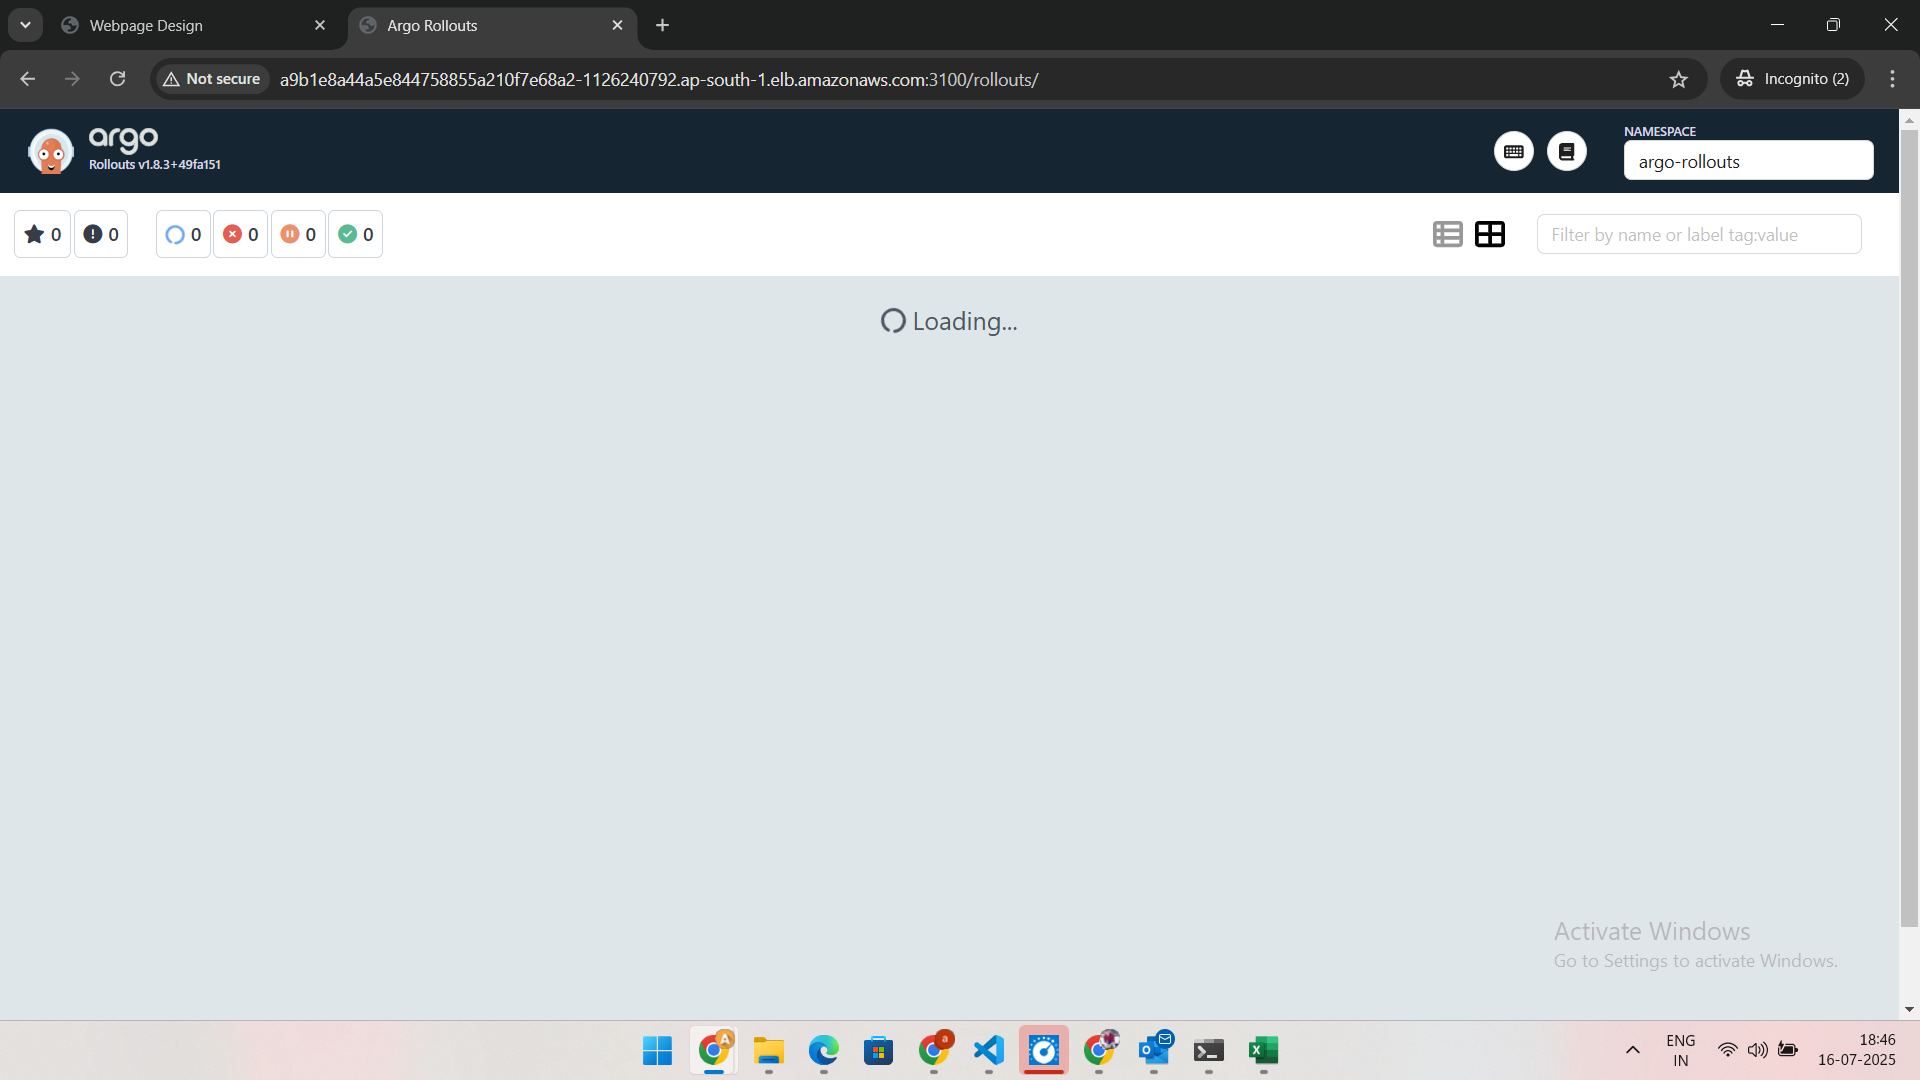 Webpage Design
Argo Rollouts
Not secure
a9b1e8a44a5e844758855a210f7e68a2-1126240792.ap-south-1.elb.amazonaws.com:3100/rollouts/
Incognito (2)
argo
Rollouts v1.8.3+49fa151
NAMESPACE
argo-rollouts
0
0
0
0
0
0
Filter by name or label tag:value
Loading...
Activate Windows
Go to Settings to activate Windows.
ENG
IN
18:46
16-07-2025